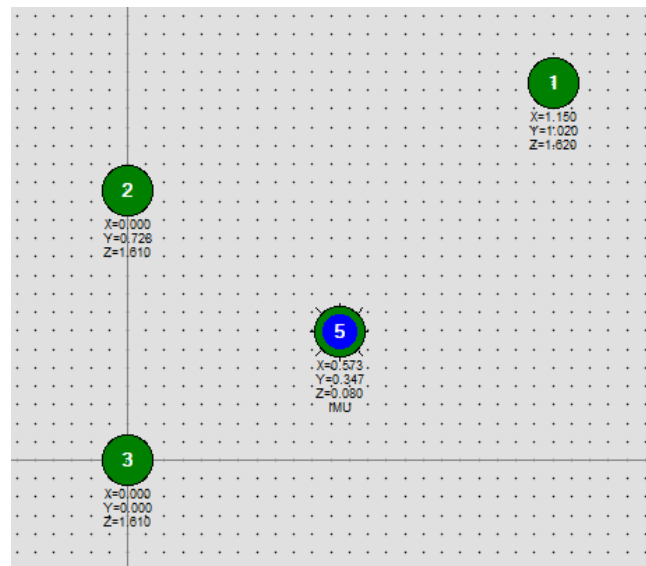 1
X=1.150
Y=1.020
Z=1.620
2
X=0.000
Y=0.728
Z=1.610
5
X=0.573
Y=0.347
Z=0.080
IMU
3
X=0.000
Y=0.000
Z=1.610